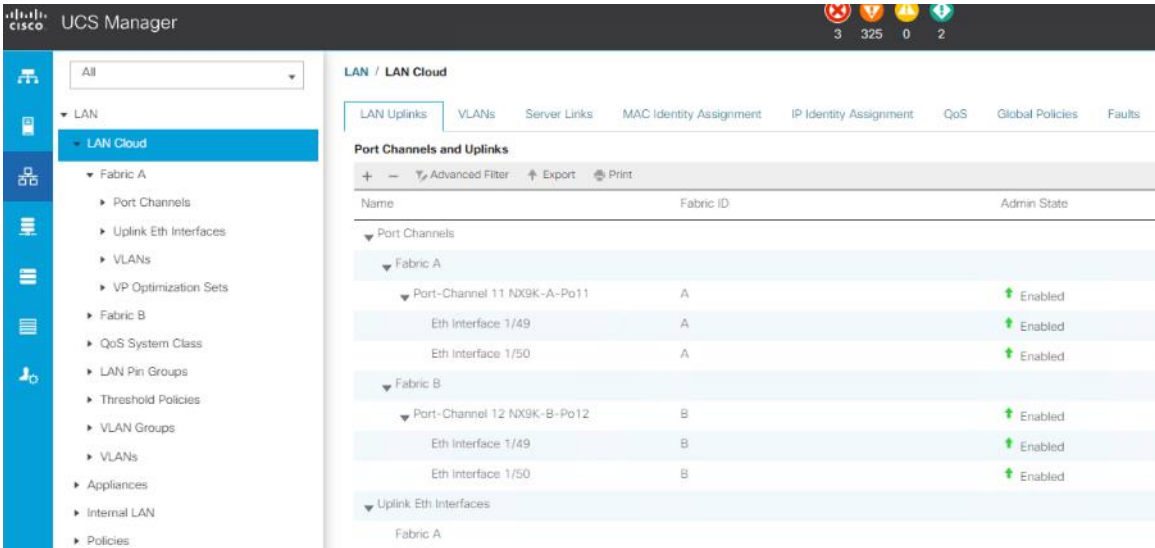 cisco UCS Manager
3 325 0 2
All
LAN
LAN Cloud
Fabric A
Port Channels
Uplink Eth Interfaces
VLANs
VP Optimization Sets
Fabric B
QoS System Class
LAN Pin Groups
Threshold Policies
VLAN Groups
VLANs
Appliances
Internal LAN
Policies
LAN / LAN Cloud
LAN Uplinks VLANs Server Links MAC Identity Assignment IP Identity Assignment QoS Global Policies Faults
Port Channels and Uplinks
+ − Advanced Filter Export Print
Name Fabric ID Admin State
Port Channels
Fabric A
Port-Channel 11 NX9K-A-Po11 A Enabled
Eth Interface 1/49 A Enabled
Eth Interface 1/50 A Enabled
Fabric B
Port-Channel 12 NX9K-B-Po12 B Enabled
Eth Interface 1/49 B Enabled
Eth Interface 1/50 B Enabled
Uplink Eth Interfaces
Fabric A